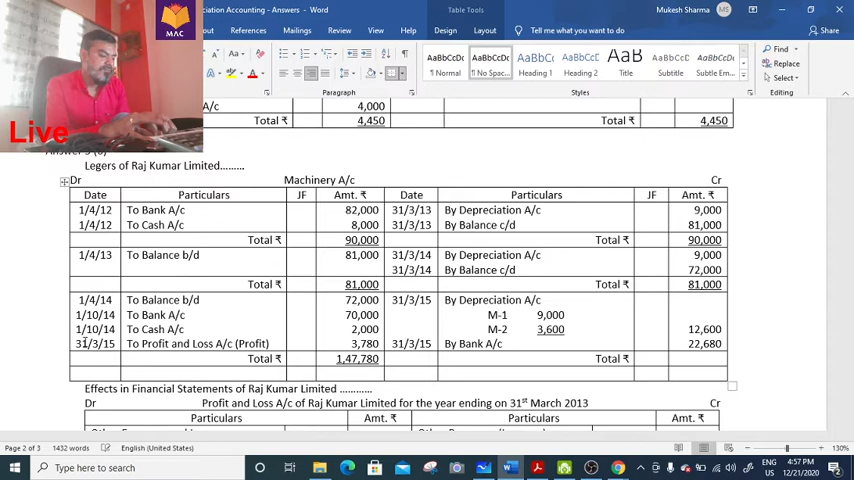 MAC
Live
ciation Accounting - Answers - Word
Table Tools
Mukesh Sharma
MS
References
Mailings
Review
View
Help
Design
Layout
Tell me what you want to do
Share
Aa
A
Paragraph
AaBbCcDc AaBbCcDc AaBbCc AaBbCcC AaB AaBbCcD AaBbCcDc
¶ Normal ¶ No Spac... Heading 1 Heading 2 Title Subtitle Subtle Em...
Styles
Find
Replace
Select
Editing
A/c 4,000
Total ₹ 4,450 Total ₹ 4,450
Legers of Raj Kumar Limited………
Dr Machinery A/c Cr
Date Particulars JF Amt. ₹ Date Particulars JF Amt. ₹
1/4/12 To Bank A/c 82,000 31/3/13 By Depreciation A/c 9,000
1/4/12 To Cash A/c 8,000 31/3/13 By Balance c/d 81,000
Total ₹ 90,000 Total ₹ 90,000
1/4/13 To Balance b/d 81,000 31/3/14 By Depreciation A/c 9,000
31/3/14 By Balance c/d 72,000
Total ₹ 81,000 Total ₹ 81,000
1/4/14 To Balance b/d 72,000 31/3/15 By Depreciation A/c
1/10/14 To Bank A/c 70,000 M-1 9,000
1/10/14 To Cash A/c 2,000 M-2 3,600 12,600
31/3/15 To Profit and Loss A/c (Profit) 3,780 31/3/15 By Bank A/c 22,680
Total ₹ 1,47,780 Total ₹
Effects in Financial Statements of Raj Kumar Limited …………
Dr Profit and Loss A/c of Raj Kumar Limited for the year ending on 31st March 2013 Cr
Particulars Amt. ₹ Particulars Amt. ₹
Page 2 of 3 1432 words English (United States) 130%
Type here to search
ENG
US
4:57 PM
12/21/2020